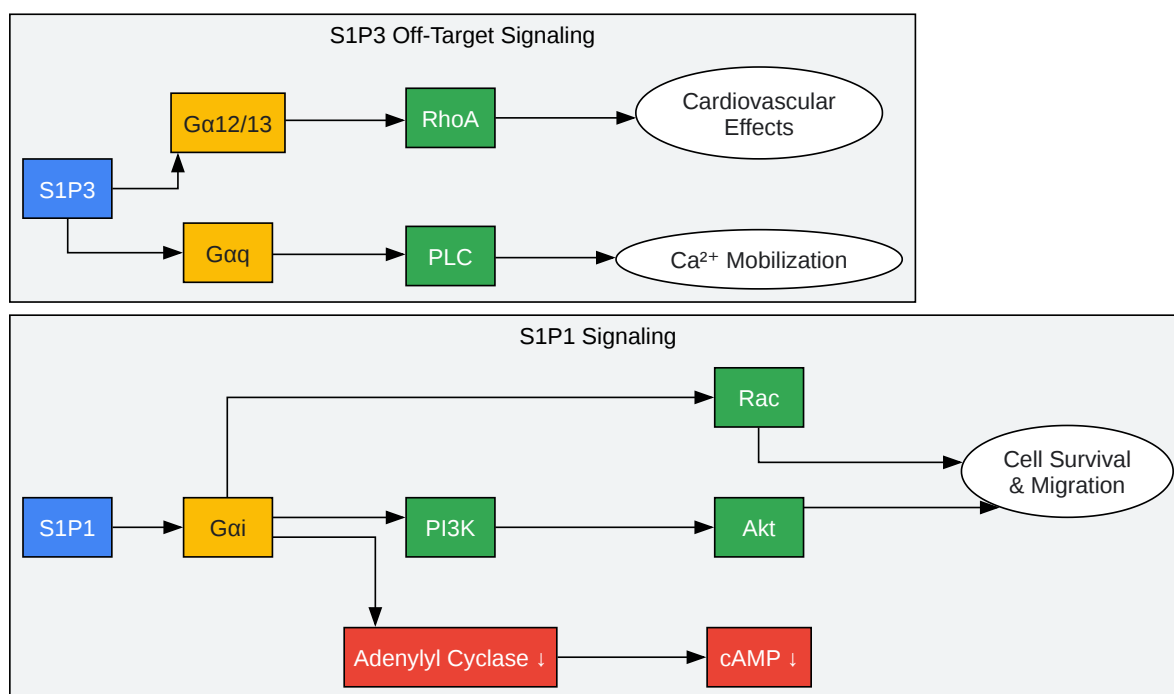 S1P3 Off-Target Signaling
Gα12/13
RhoA
Cardiovascular
Effects
S1P3
Gαq
PLC
Ca²⁺ Mobilization
S1P1 Signaling
Rac
Cell Survival
& Migration
S1P1
Gαi
PI3K
Akt
Adenylyl Cyclase ↓
cAMP ↓